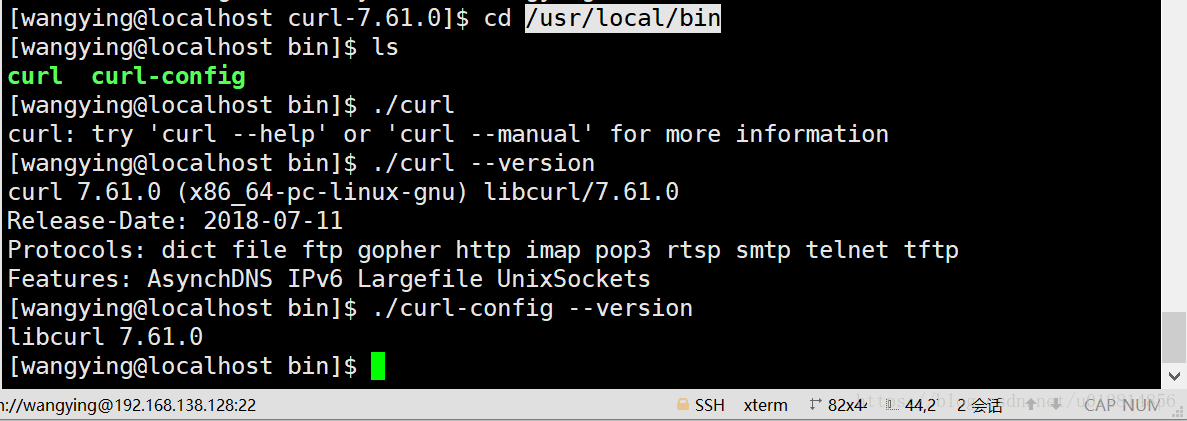 [wangying@localhost curl-7.61.0]$ cd /usr/local/bin
[wangying@localhost bin]$ ls
curl  curl-config
[wangying@localhost bin]$ ./curl
curl: try 'curl --help' or 'curl --manual' for more information
[wangying@localhost bin]$ ./curl --version
curl 7.61.0 (x86_64-pc-linux-gnu) libcurl/7.61.0
Release-Date: 2018-07-11
Protocols: dict file ftp gopher http imap pop3 rtsp smtp telnet tftp
Features: AsynchDNS IPv6 Largefile UnixSockets
[wangying@localhost bin]$ ./curl-config --version
libcurl 7.61.0
[wangying@localhost bin]$
://wangying@192.168.138.128:22 SSH xterm 82x44 44,2 2 会话 CAP NUM